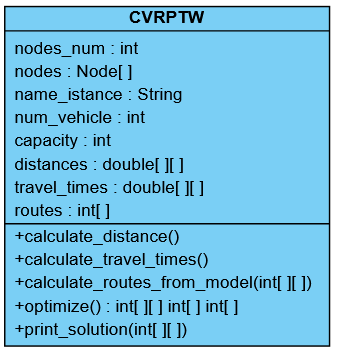 CVRPTW
nodes_num : int
nodes : Node[ ]
name_istance : String
num_vehicle : int
capacity : int
distances : double[ ][ ]
travel_times : double[ ][ ]
routes : int[ ]
+calculate_distance()
+calculate_travel_times()
+calculate_routes_from_model(int[ ][ ])
+optimize() : int[ ][ ] int[ ] int[ ]
+print_solution(int[ ][ ])